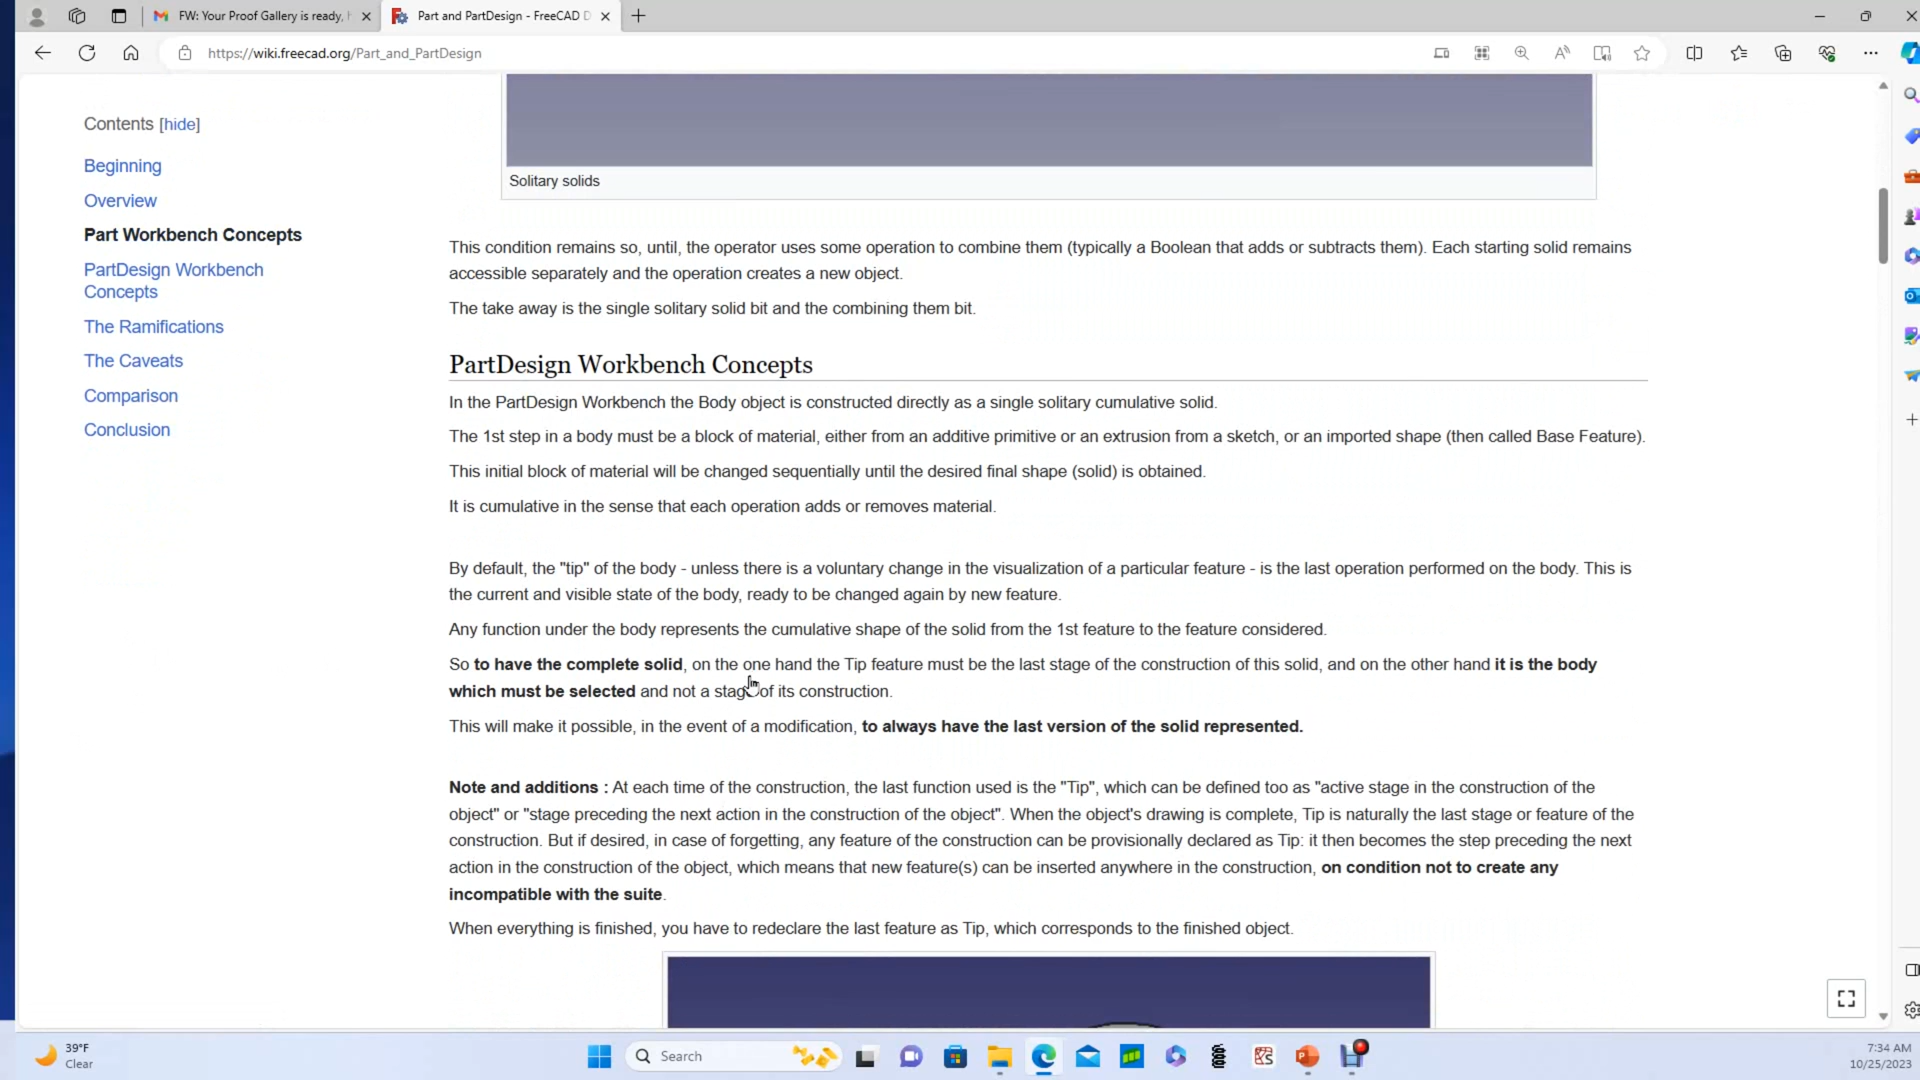 FW: Your Proof Gallery is ready,
Part and PartDesign - FreeCAD D
https://wiki.freecad.org/Part_and_PartDesign
Contents [hide]
Beginning
Overview
Part Workbench Concepts
PartDesign Workbench
Concepts
The Ramifications
The Caveats
Comparison
Conclusion
Solitary solids
This condition remains so, until, the operator uses some operation to combine them (typically a Boolean that adds or subtracts them). Each starting solid remains
accessible separately and the operation creates a new object.
The take away is the single solitary solid bit and the combining them bit.
PartDesign Workbench Concepts
In the PartDesign Workbench the Body object is constructed directly as a single solitary cumulative solid.
The 1st step in a body must be a block of material, either from an additive primitive or an extrusion from a sketch, or an imported shape (then called Base Feature).
This initial block of material will be changed sequentially until the desired final shape (solid) is obtained.
It is cumulative in the sense that each operation adds or removes material.
By default, the "tip" of the body - unless there is a voluntary change in the visualization of a particular feature - is the last operation performed on the body. This is
the current and visible state of the body, ready to be changed again by new feature.
Any function under the body represents the cumulative shape of the solid from the 1st feature to the feature considered.
So to have the complete solid, on the one hand the Tip feature must be the last stage of the construction of this solid, and on the other hand it is the body
which must be selected and not a stage of its construction.
This will make it possible, in the event of a modification, to always have the last version of the solid represented.
Note and additions : At each time of the construction, the last function used is the "Tip", which can be defined too as "active stage in the construction of the
object" or "stage preceding the next action in the construction of the object". When the object's drawing is complete, Tip is naturally the last stage or feature of the
construction. But if desired, in case of forgetting, any feature of the construction can be provisionally declared as Tip: it then becomes the step preceding the next
action in the construction of the object, which means that new feature(s) can be inserted anywhere in the construction, on condition not to create any
incompatible with the suite.
When everything is finished, you have to redeclare the last feature as Tip, which corresponds to the finished object.
39°F
Clear
Search
7:34 AM
10/25/2023